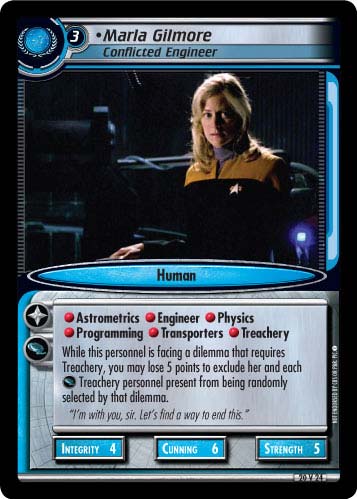 3
•Marla Gilmore
Conflicted Engineer
Human
•Astrometrics •Engineer •Physics
•Programming •Transporters •Treachery
While this personnel is facing a dilemma that requires
Treachery, you may lose 5 points to exclude her and each
Treachery personnel present from being randomly
selected by that dilemma.
"I'm with you, sir. Let's find a way to end this."
Integrity 4 Cunning 6 Strength 5
20 V 24